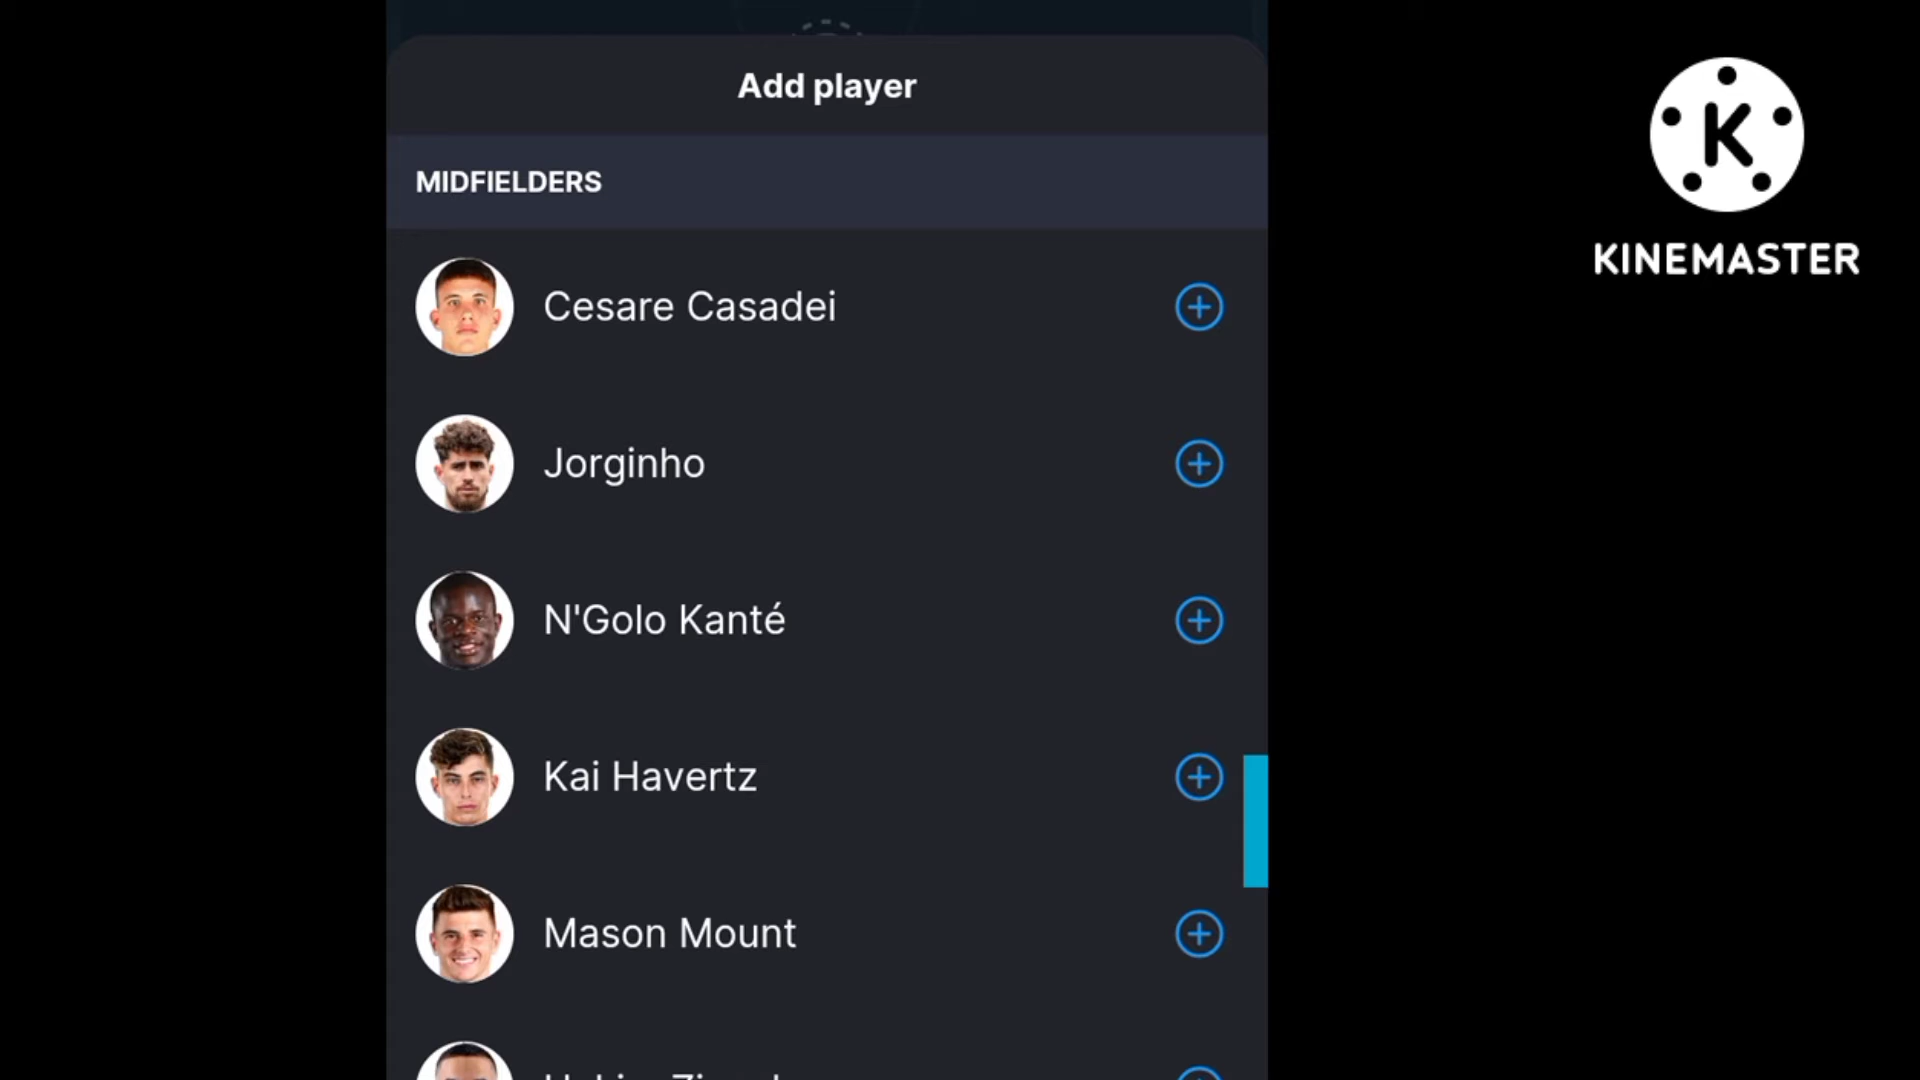 Add player
KINEMASTER
MIDFIELDERS
Cesare Casadei
Jorginho
N'Golo Kanté
Kai Havertz
Mason Mount